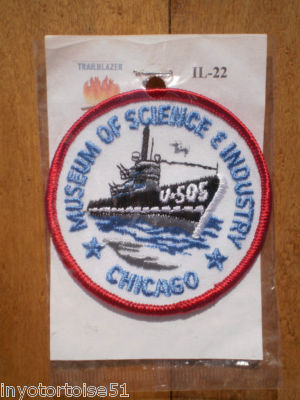 TRAILBLAZER
IL-22
MUSEUM OF SCIENCE & INDUSTRY
U-505
CHICAGO
inyotortoise51